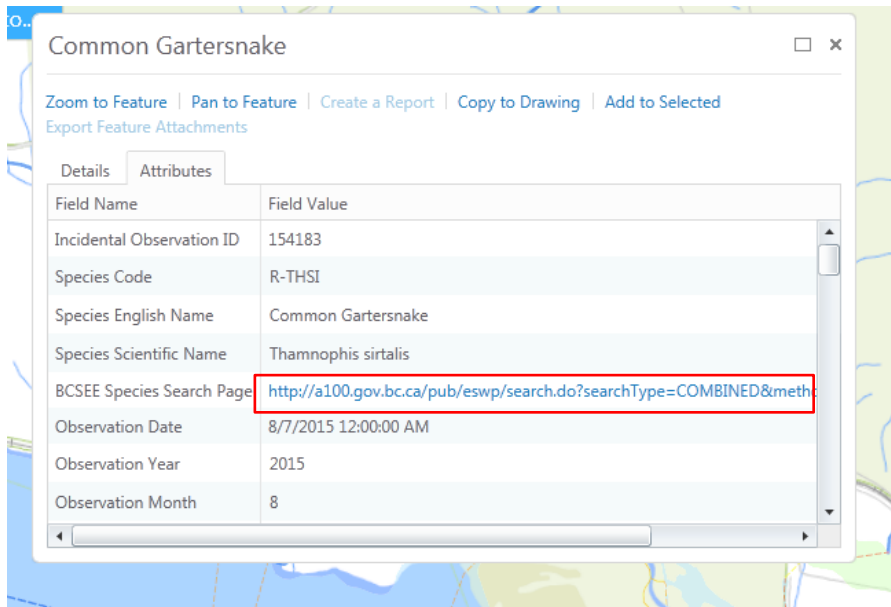 to...
Common Gartersnake
Zoom to Feature | Pan to Feature | Create a Report | Copy to Drawing | Add to Selected
Export Feature Attachments
Details Attributes
Field Name Field Value
Incidental Observation ID 154183
Species Code R-THSI
Species English Name Common Gartersnake
Species Scientific Name Thamnophis sirtalis
BCSEE Species Search Page http://a100.gov.bc.ca/pub/eswp/search.do?searchType=COMBINED&meth
Observation Date 8/7/2015 12:00:00 AM
Observation Year 2015
Observation Month 8